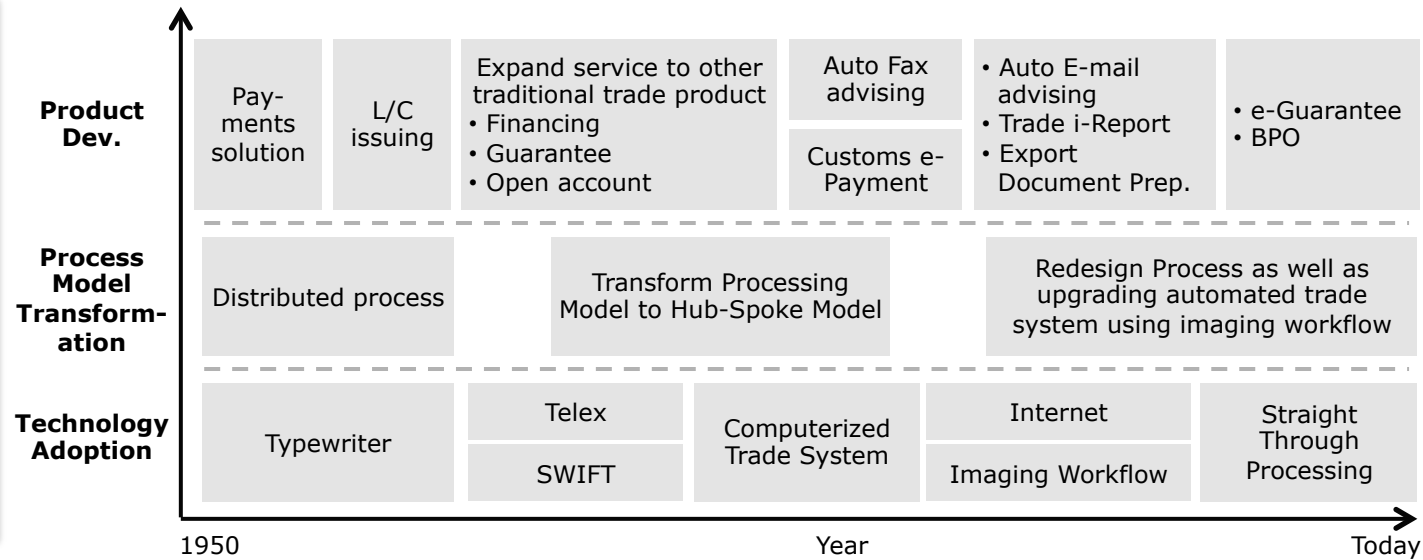 Product
Dev.
Pay-
ments
solution
L/C
issuing
Expand service to other
traditional trade product
• Financing
• Guarantee
• Open account
Auto Fax
advising
Customs e-
Payment
• Auto E-mail
advising
• Trade i-Report
• Export
Document Prep.
• e-Guarantee
• BPO
Process
Model
Transform-
ation
Distributed process
Transform Processing
Model to Hub-Spoke Model
Redesign Process as well as
upgrading automated trade
system using imaging workflow
Technology
Adoption
Typewriter
Telex
SWIFT
Computerized
Trade System
Internet
Imaging Workflow
Straight
Through
Processing
1950
Year
Today